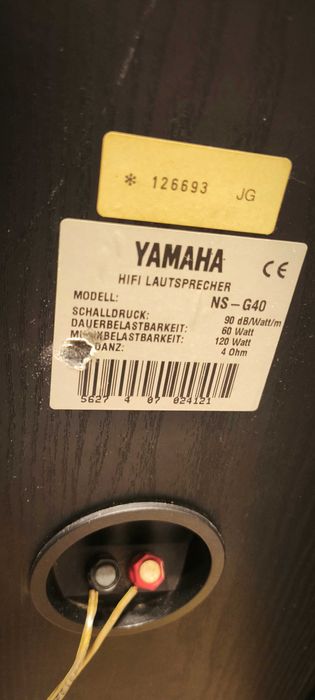 * 126693 JG
YAMAHA CE
HIFI LAUTSPRECHER
MODELL: NS-G40
SCHALLDRUCK: 90 dB/Watt/m
DAUERBELASTBARKEIT: 60 Watt
120 Watt
4 Ohm
5627 4 07 024121